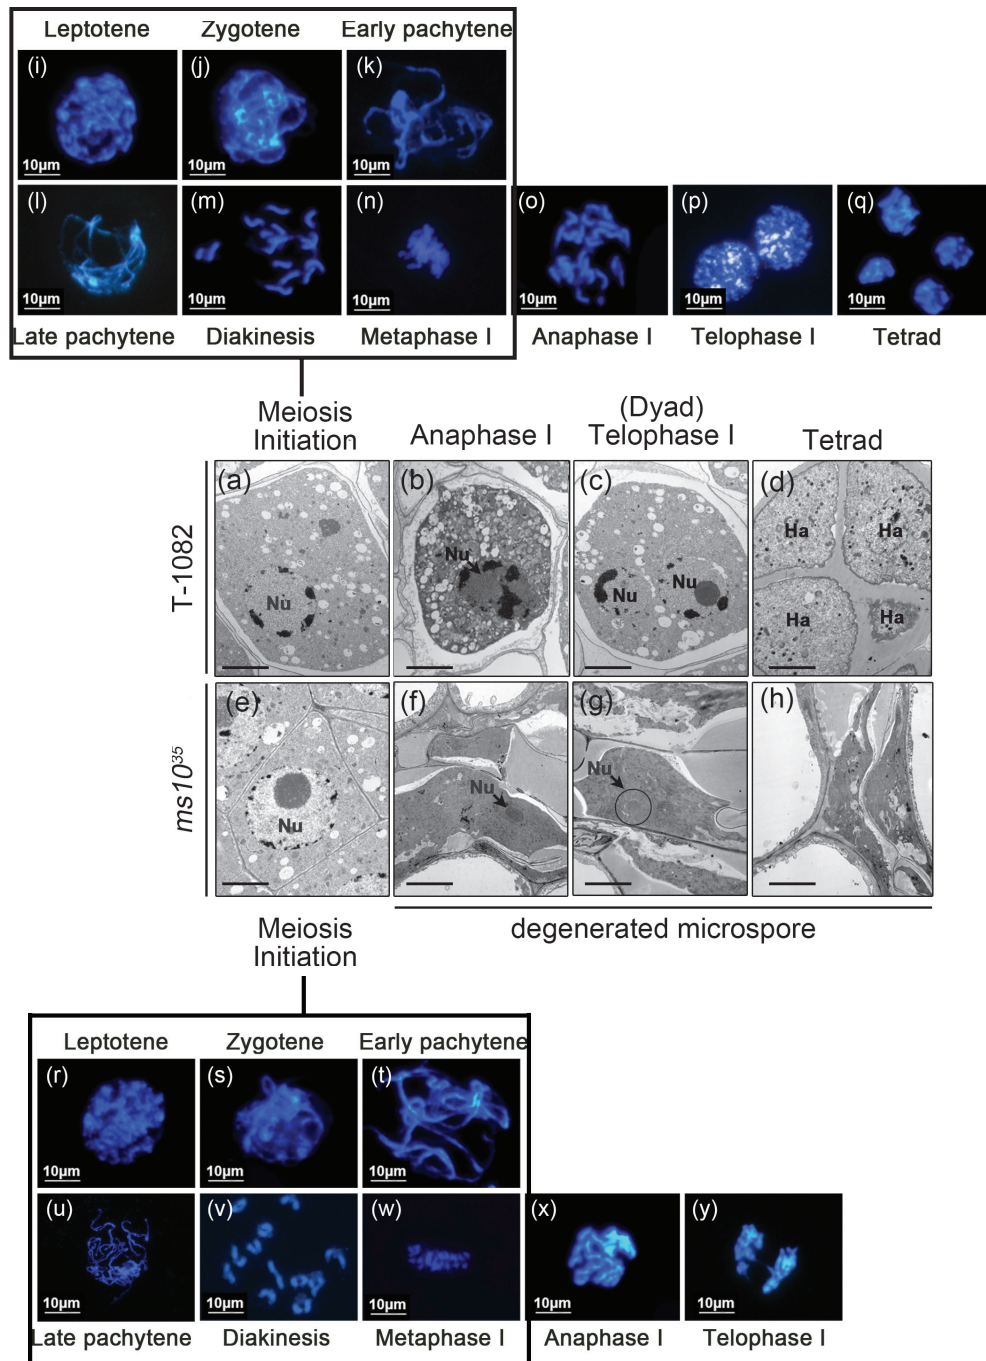 Leptotene Zygotene Early pachytene
(i) (j) (k)
10µm 10µm 10µm
(l) (m) (n) (o) (p) (q)
10µm 10µm 10µm 10µm 10µm 10µm
Late pachytene Diakinesis Metaphase I Anaphase I Telophase I Tetrad
Meiosis
Initiation
Anaphase I
(Dyad)
Telophase I
Tetrad
T-1082
(a) (b) (c) (d)
Nu Nu Nu Nu Ha Ha Ha Ha
ms10³⁵
(e) (f) (g) (h)
Nu Nu Nu
Meiosis
Initiation
degenerated microspore
Leptotene Zygotene Early pachytene
(r) (s) (t)
10µm 10µm 10µm
(u) (v) (w) (x) (y)
10µm 10µm 10µm 10µm 10µm
Late pachytene Diakinesis Metaphase I Anaphase I Telophase I